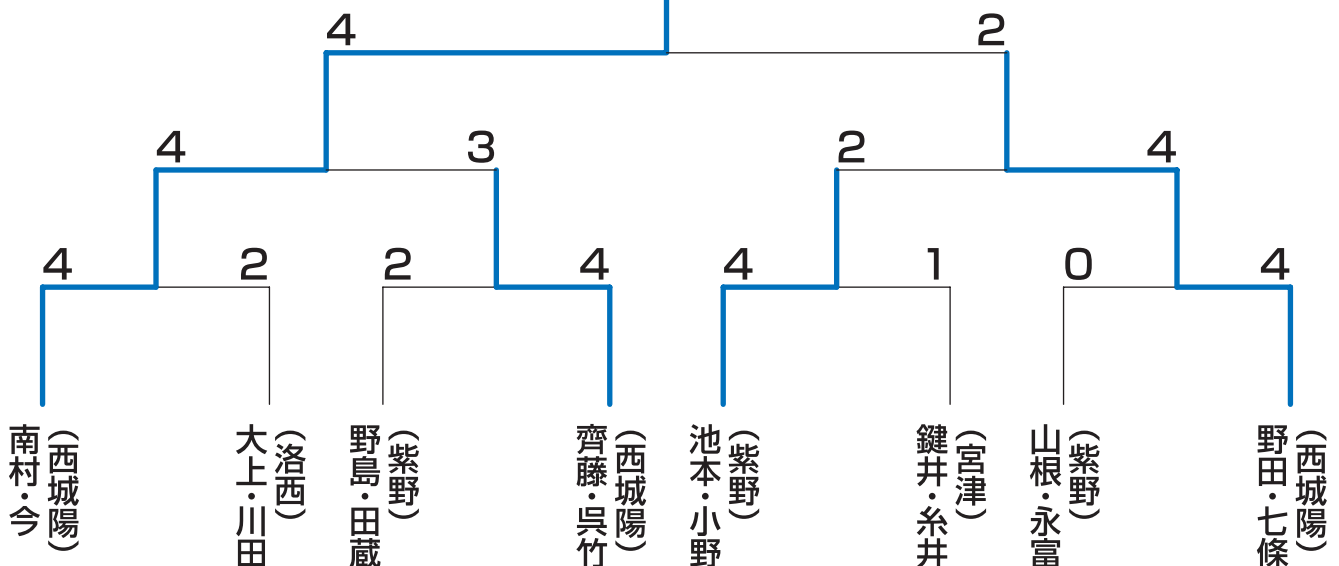 4 2
4 3 2 4
4 2 2 4 4 1 0 4
南村・今
（西城陽）
大上・川田
（洛西）
野島・田蔵
（紫野）
齊藤・呉竹
（西城陽）
池本・小野
（紫野）
鍵井・糸井
（宮津）
山根・永富
（紫野）
野田・七條
（西城陽）